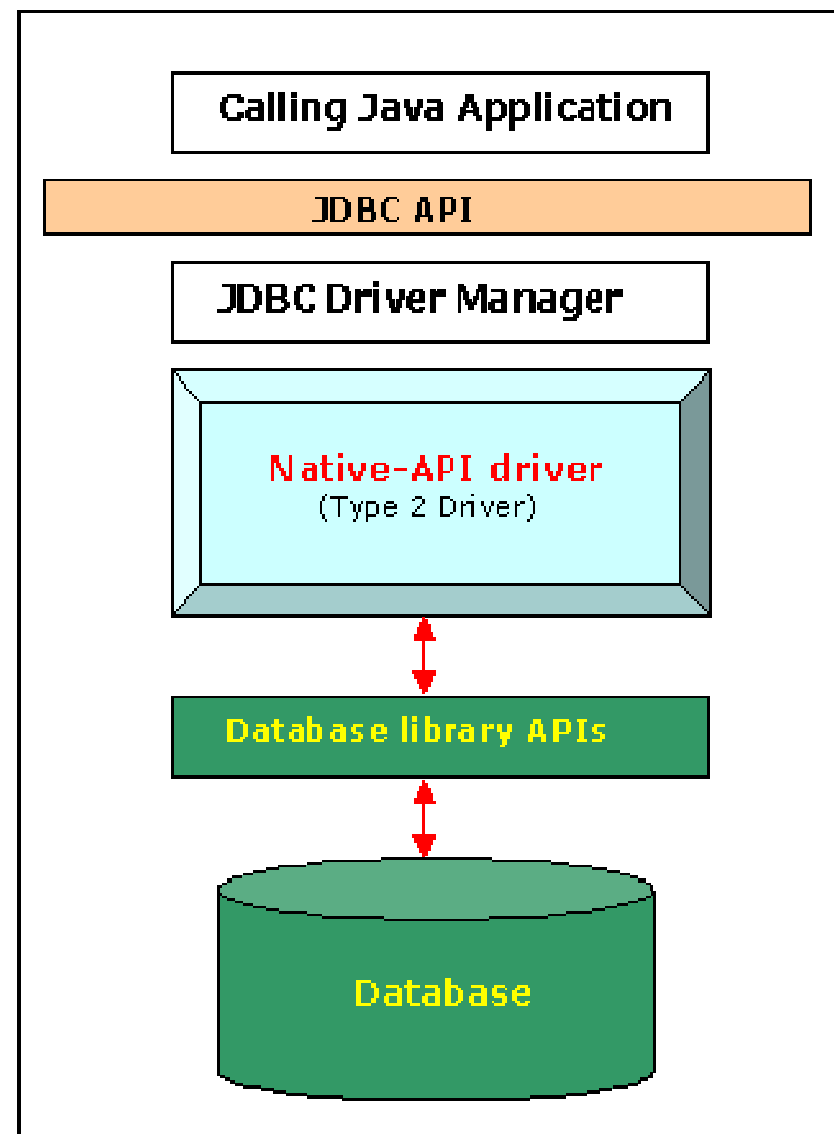 Calling Java Application
JDBC API
JDBC Driver Manager
Native-API driver
(Type 2 Driver)
Database library APIs
Database